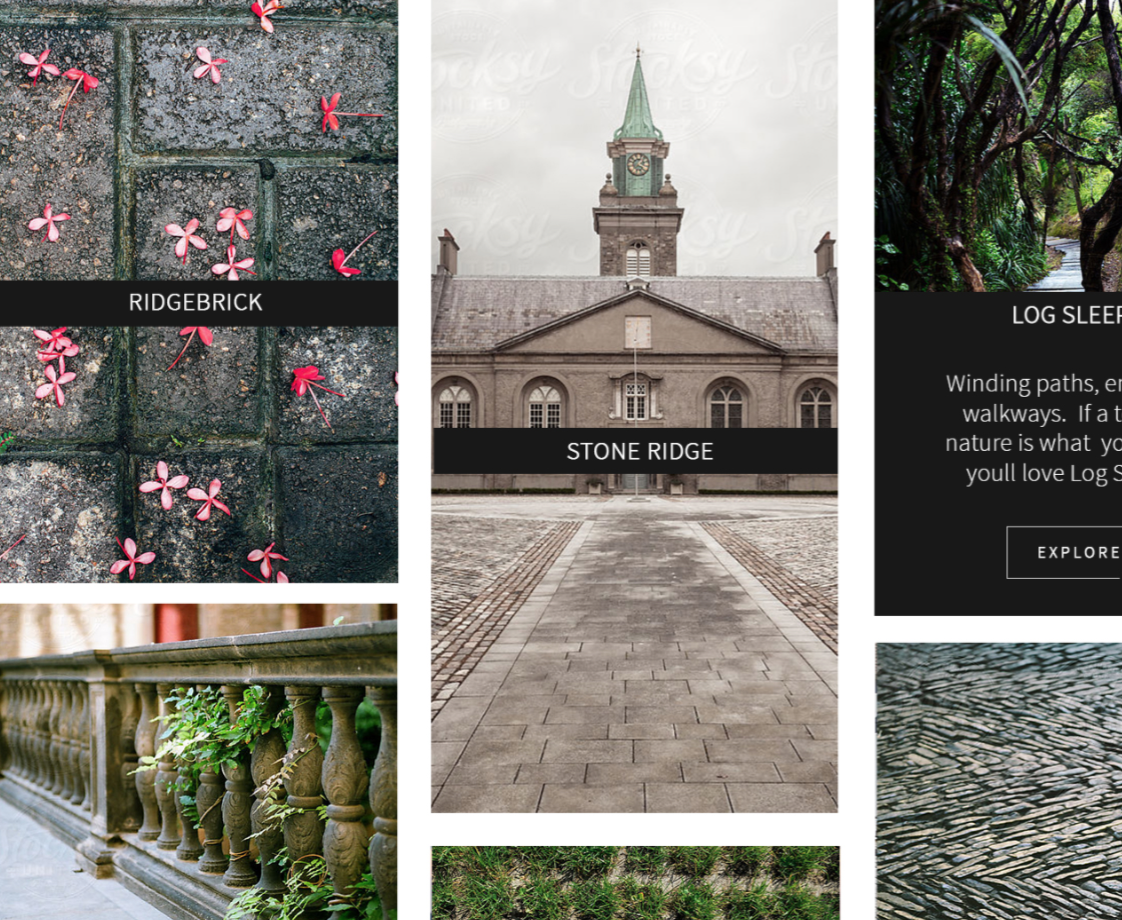 Stocksy
UNITED
RIDGEBRICK
STONE RIDGE
LOG SLEEP
Winding paths, en
walkways. If a t
nature is what yo
youll love Log S
EXPLORE